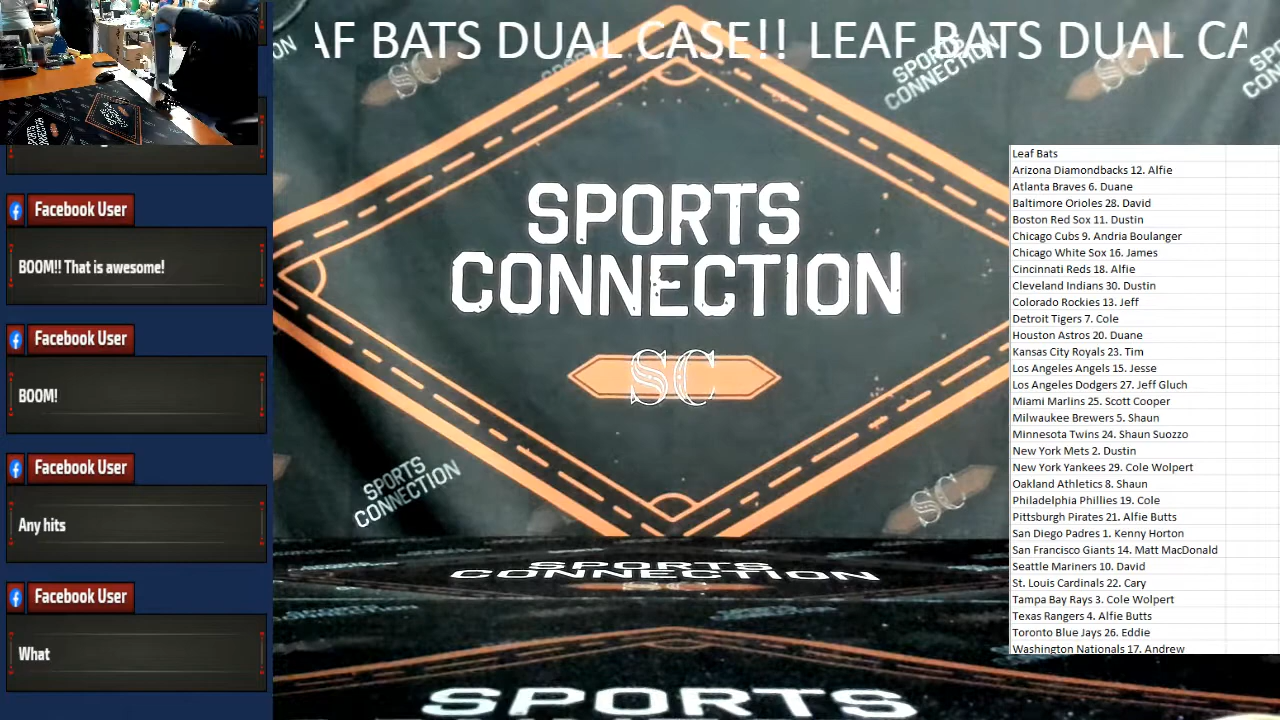 AF BATS DUAL CASE!! LEAF BATS DUAL CA
SPORTS
CONNECTION
SC
SPORTS
CONNECTION
SC
SPORTS
CONNECTION
SC
SPORTS
CONNECTION
SC
SPORTS
CONNECTION
SPORTS
Facebook User
BOOM!! That is awesome!
Facebook User
BOOM!
Facebook User
Any hits
Facebook User
What
Leaf Bats
Arizona Diamondbacks 12. Alfie
Atlanta Braves 6. Duane
Baltimore Orioles 28. David
Boston Red Sox 11. Dustin
Chicago Cubs 9. Andria Boulanger
Chicago White Sox 16. James
Cincinnati Reds 18. Alfie
Cleveland Indians 30. Dustin
Colorado Rockies 13. Jeff
Detroit Tigers 7. Cole
Houston Astros 20. Duane
Kansas City Royals 23. Tim
Los Angeles Angels 15. Jesse
Los Angeles Dodgers 27. Jeff Gluch
Miami Marlins 25. Scott Cooper
Milwaukee Brewers 5. Shaun
Minnesota Twins 24. Shaun Suozzo
New York Mets 2. Dustin
New York Yankees 29. Cole Wolpert
Oakland Athletics 8. Shaun
Philadelphia Phillies 19. Cole
Pittsburgh Pirates 21. Alfie Butts
San Diego Padres 1. Kenny Horton
San Francisco Giants 14. Matt MacDonald
Seattle Mariners 10. David
St. Louis Cardinals 22. Cary
Tampa Bay Rays 3. Cole Wolpert
Texas Rangers 4. Alfie Butts
Toronto Blue Jays 26. Eddie
Washington Nationals 17. Andrew